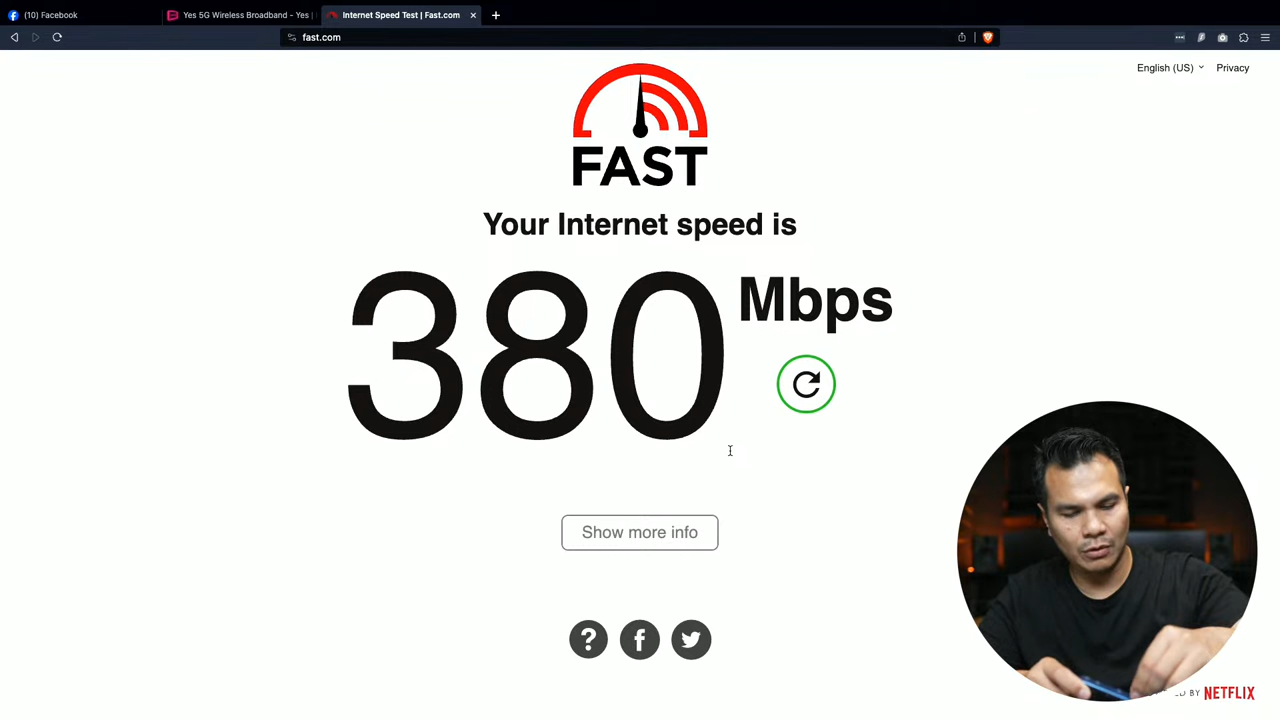 (10) Facebook
Yes 5G Wireless Broadband - Yes |
Internet Speed Test | Fast.com
fast.com
English (US)
Privacy
FAST
Your Internet speed is
380 Mbps
Show more info
BY NETFLIX